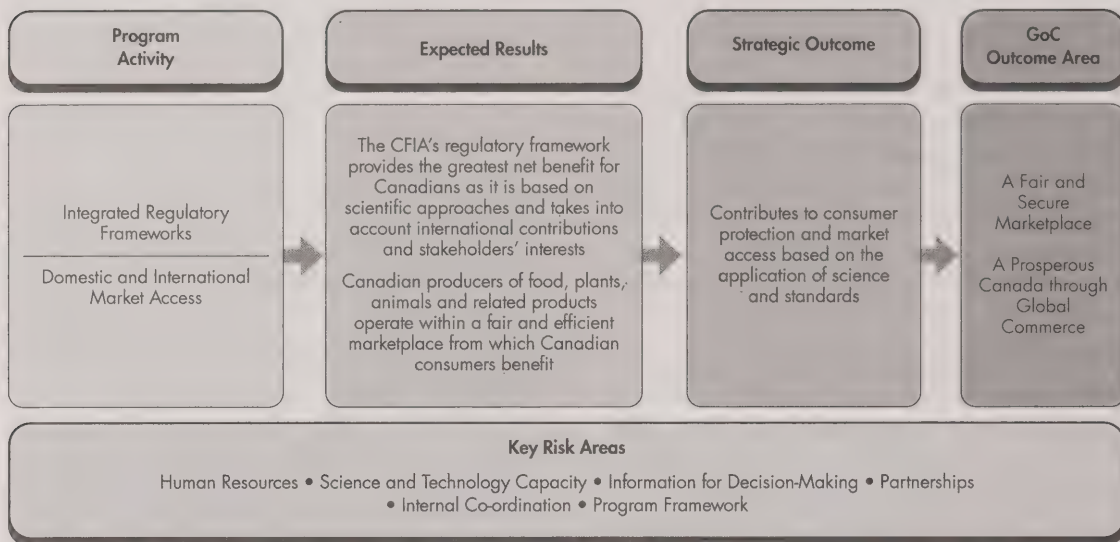 Program
Activity
Expected Results
Strategic Outcome
GoC
Outcome Area
Integrated Regulatory
Frameworks
Domestic and International
Market Access
The CFIA's regulatory framework
provides the greatest net benefit for
Canadians as it is based on
scientific approaches and takes into
account international contributions
and stakeholders' interests
Canadian producers of food, plants,
animals and related products
operate within a fair and efficient
marketplace from which Canadian
consumers benefit
Contributes to consumer
protection and market
access based on the
application of science
and standards
A Fair and
Secure
Marketplace
A Prosperous
Canada through
Global
Commerce
Key Risk Areas
Human Resources • Science and Technology Capacity • Information for Decision-Making • Partnerships
• Internal Co-ordination • Program Framework